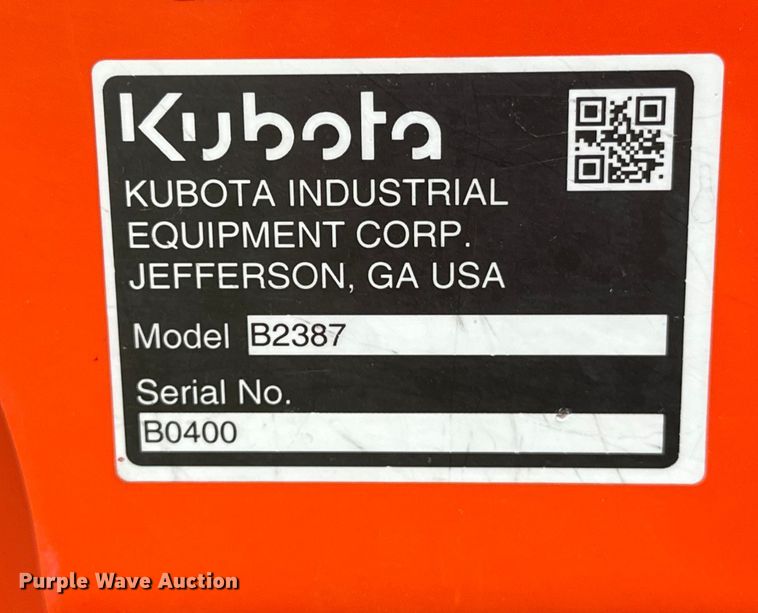 Kubota
KUBOTA INDUSTRIAL
EQUIPMENT CORP.
JEFFERSON, GA USA
Model B2387
Serial No.
B0400
Purple Wave Auction